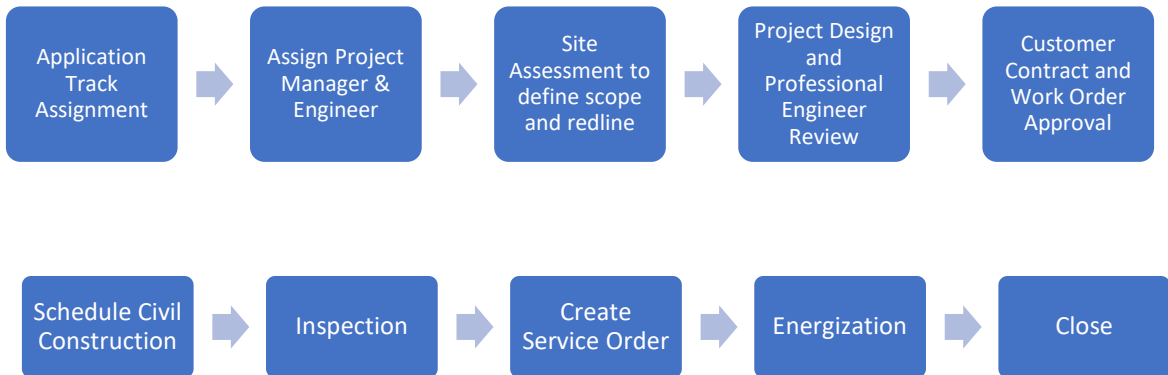 Application
Track
Assignment
Assign Project
Manager &
Engineer
Site
Assessment to
define scope
and redline
Project Design
and
Professional
Engineer
Review
Customer
Contract and
Work Order
Approval
Schedule Civil
Construction
Inspection
Create
Service Order
Energization
Close